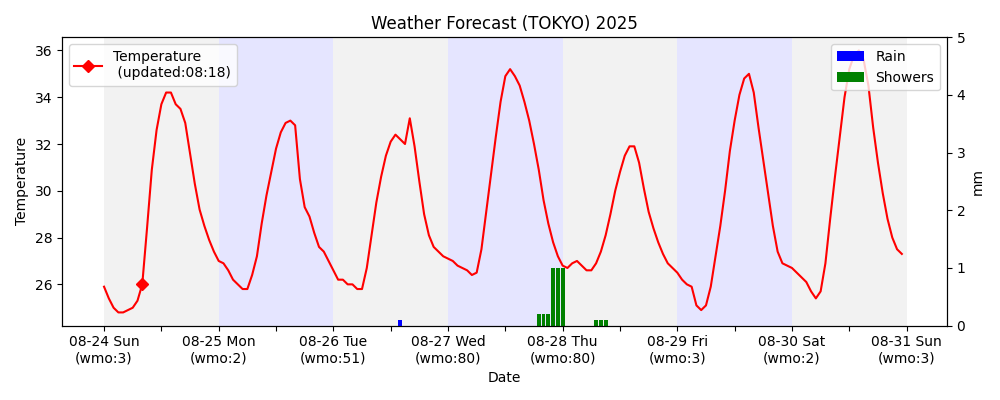 Weather Forecast (TOKYO) 2025
Temperature
(updated:08:18)
Rain
Showers
36
34
32
30
28
26
Temperature
5
4
3
2
1
0
mm
08-24 Sun
(wmo:3)
08-25 Mon
(wmo:2)
08-26 Tue
(wmo:51)
08-27 Wed
(wmo:80)
08-28 Thu
(wmo:80)
08-29 Fri
(wmo:3)
08-30 Sat
(wmo:2)
08-31 Sun
(wmo:3)
Date